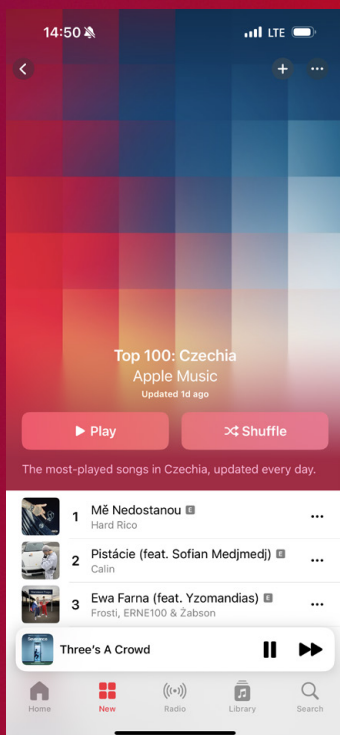 14:50
LTE
Top 100: Czechia
Apple Music
Updated 1d ago
Play
Shuffle
The most-played songs in Czechia, updated every day.
1 Mě Nedostanou E
Hard Rico
2 Pistácie (feat. Sofian Medjmedj) E
Calin
3 Ewa Farna (feat. Yzomandias) E
Frosti, ERNE100 & Żabson
Three's A Crowd
Home New Radio Library Search